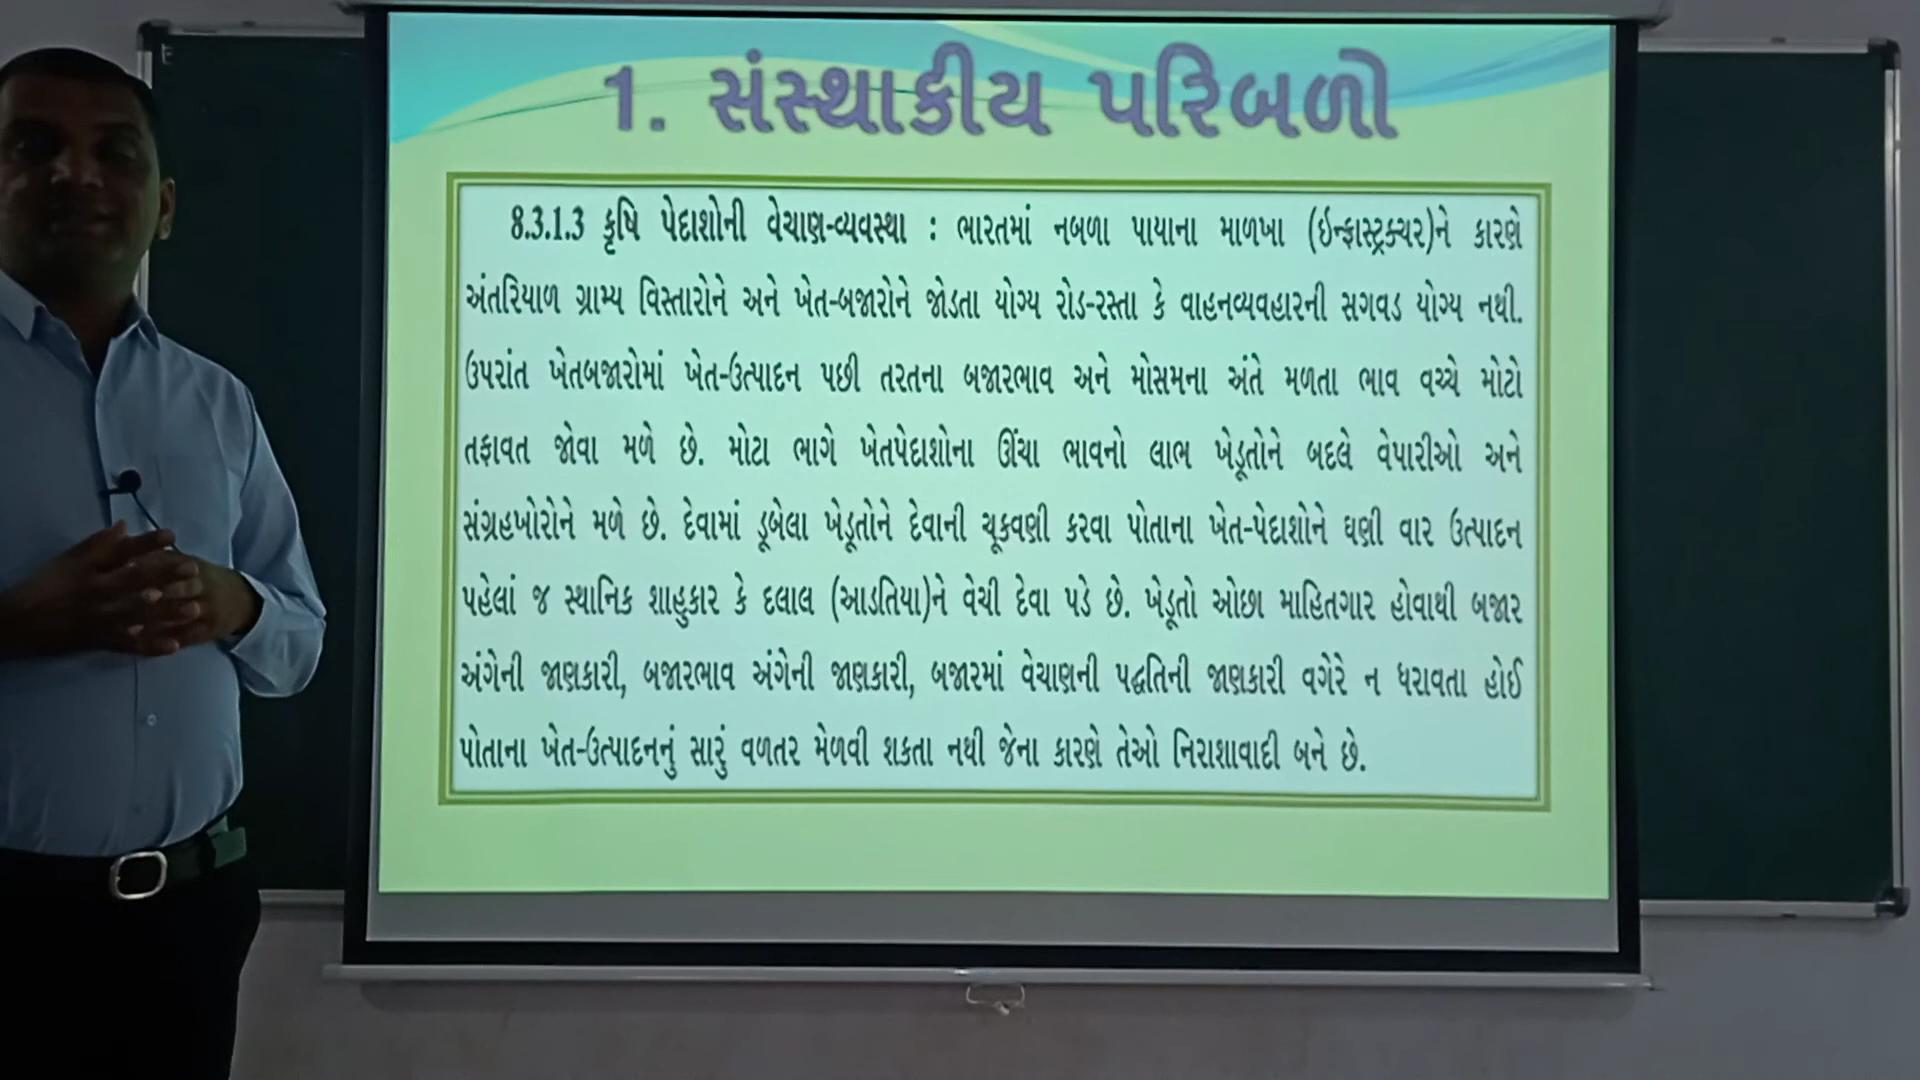 1. સંસ્થાકીય પરિબળો
8.3.1.3 કૃષિ પેદાશોની વેચાણ-વ્યવસ્થા : ભારતમાં નબળા પાયાના માળખા (ઇન્ફ્રાસ્ટ્રક્ચર)ને કારણે
અંતરિયાળ ગ્રામ્ય વિસ્તારોને અને ખેત-બજારોને જોડતા યોગ્ય રોડ-રસ્તા કે વાહનવ્યવહારની સગવડ યોગ્ય નથી.
ઉપરાંત ખેતબજારોમાં ખેત-ઉત્પાદન પછી તરતના બજારભાવ અને મોસમના અંતે મળતા ભાવ વચ્ચે મોટો
તફાવત જોવા મળે છે. મોટા ભાગે ખેતપેદાશોના ઊંચા ભાવનો લાભ ખેડૂતોને બદલે વેપારીઓ અને
સંગ્રહખોરોને મળે છે. દેવામાં ડૂબેલા ખેડૂતોને દેવાની ચૂકવણી કરવા પોતાના ખેત-પેદાશોને ઘણી વાર ઉત્પાદન
પહેલાં જ સ્થાનિક શાહુકાર કે દલાલ (આડતિયા)ને વેચી દેવા પડે છે. ખેડૂતો ઓછા માહિતગાર હોવાથી બજાર
અંગેની જાણકારી, બજારભાવ અંગેની જાણકારી, બજારમાં વેચાણની પદ્ધતિની જાણકારી વગેરે ન ધરાવતા હોઈ
પોતાના ખેત-ઉત્પાદનનું સારું વળતર મેળવી શકતા નથી જેના કારણે તેઓ નિરાશાવાદી બને છે.